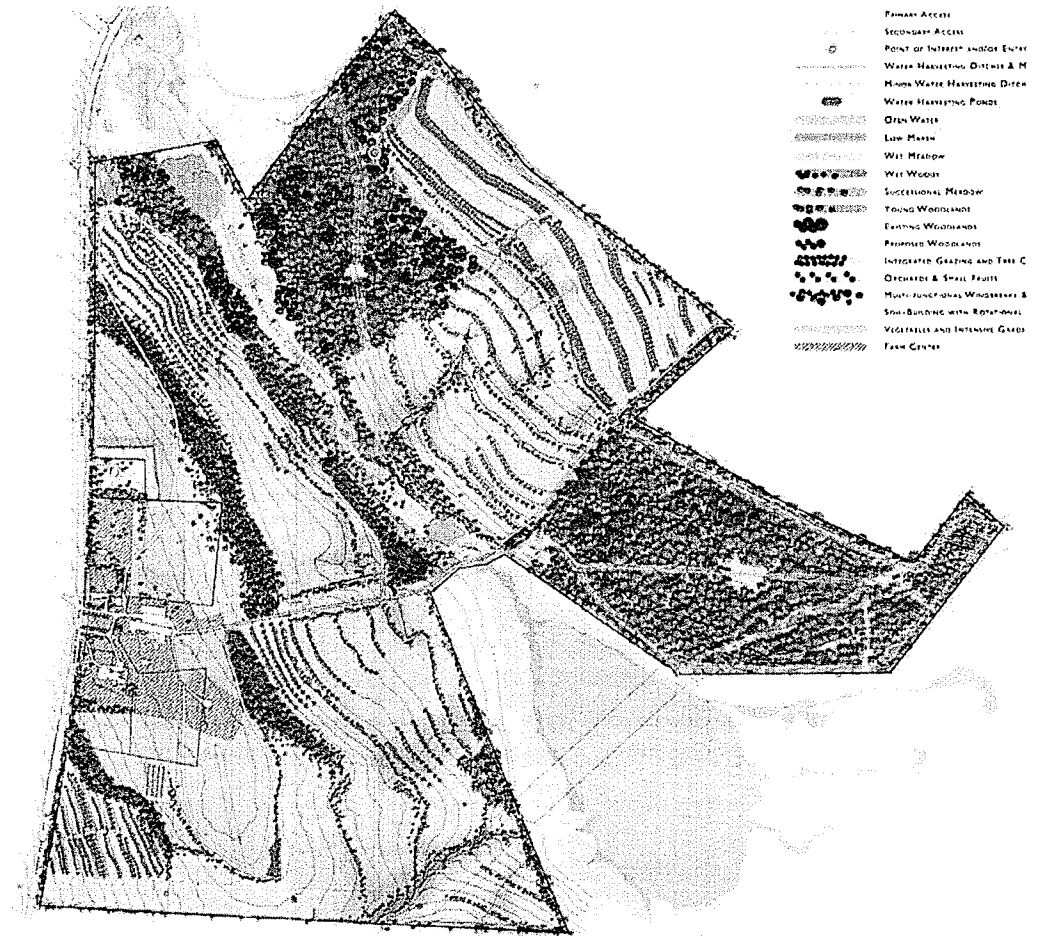 Primary Access
Secondary Access
Point of Interest and/or Entry
Water Harvesting Ditches & M
Minor Water Harvesting Ditch
Water Harvesting Ponds
Open Water
Low Marsh
Wet Meadow
Wet Woods
Successional Meadow
Young Woodlands
Existing Woodlands
Proposed Woodlands
Integrated Grazing and Tree C
Orchards & Small Fruits
Multi-functional Windbreaks &
Soil-Building with Rotational
Vegetables and Intensive Grass
Farm Center